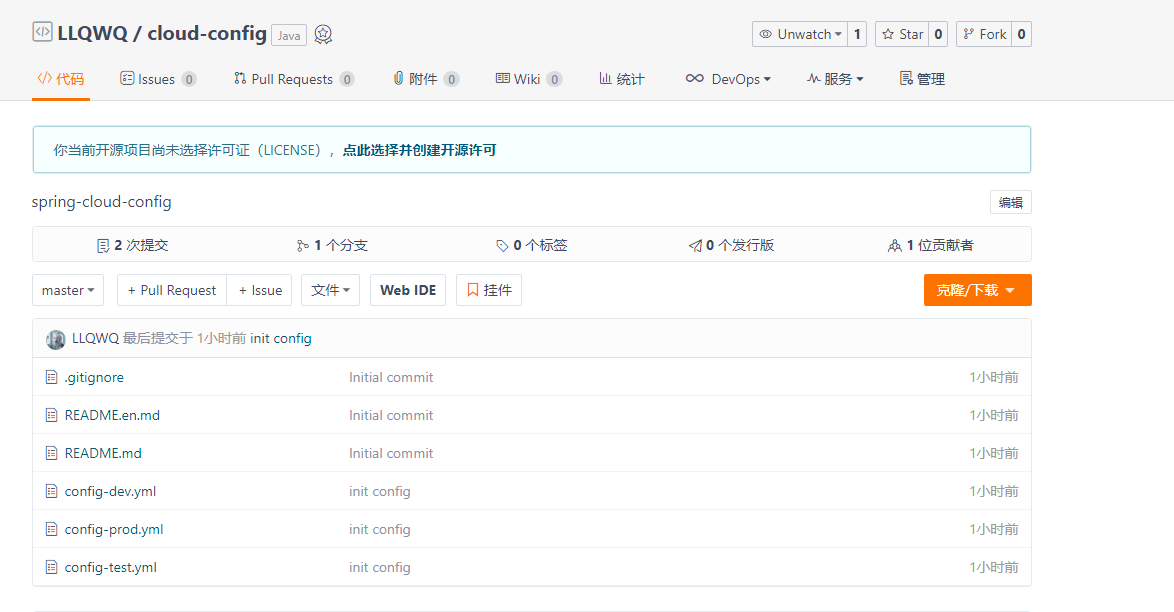 LLQWQ / cloud-config Java Unwatch 1 Star 0 Fork 0
代码 Issues 0 Pull Requests 0 附件 0 Wiki 0 统计 DevOps 服务 管理
你当前开源项目尚未选择许可证（LICENSE），点此选择并创建开源许可
spring-cloud-config 编辑
2 次提交 1 个分支 0 个标签 0 个发行版 1 位贡献者
master + Pull Request + Issue 文件 Web IDE 挂件 克隆/下载
LLQWQ 最后提交于 1小时前 init config
.gitignore Initial commit 1小时前
README.en.md Initial commit 1小时前
README.md Initial commit 1小时前
config-dev.yml init config 1小时前
config-prod.yml init config 1小时前
config-test.yml init config 1小时前